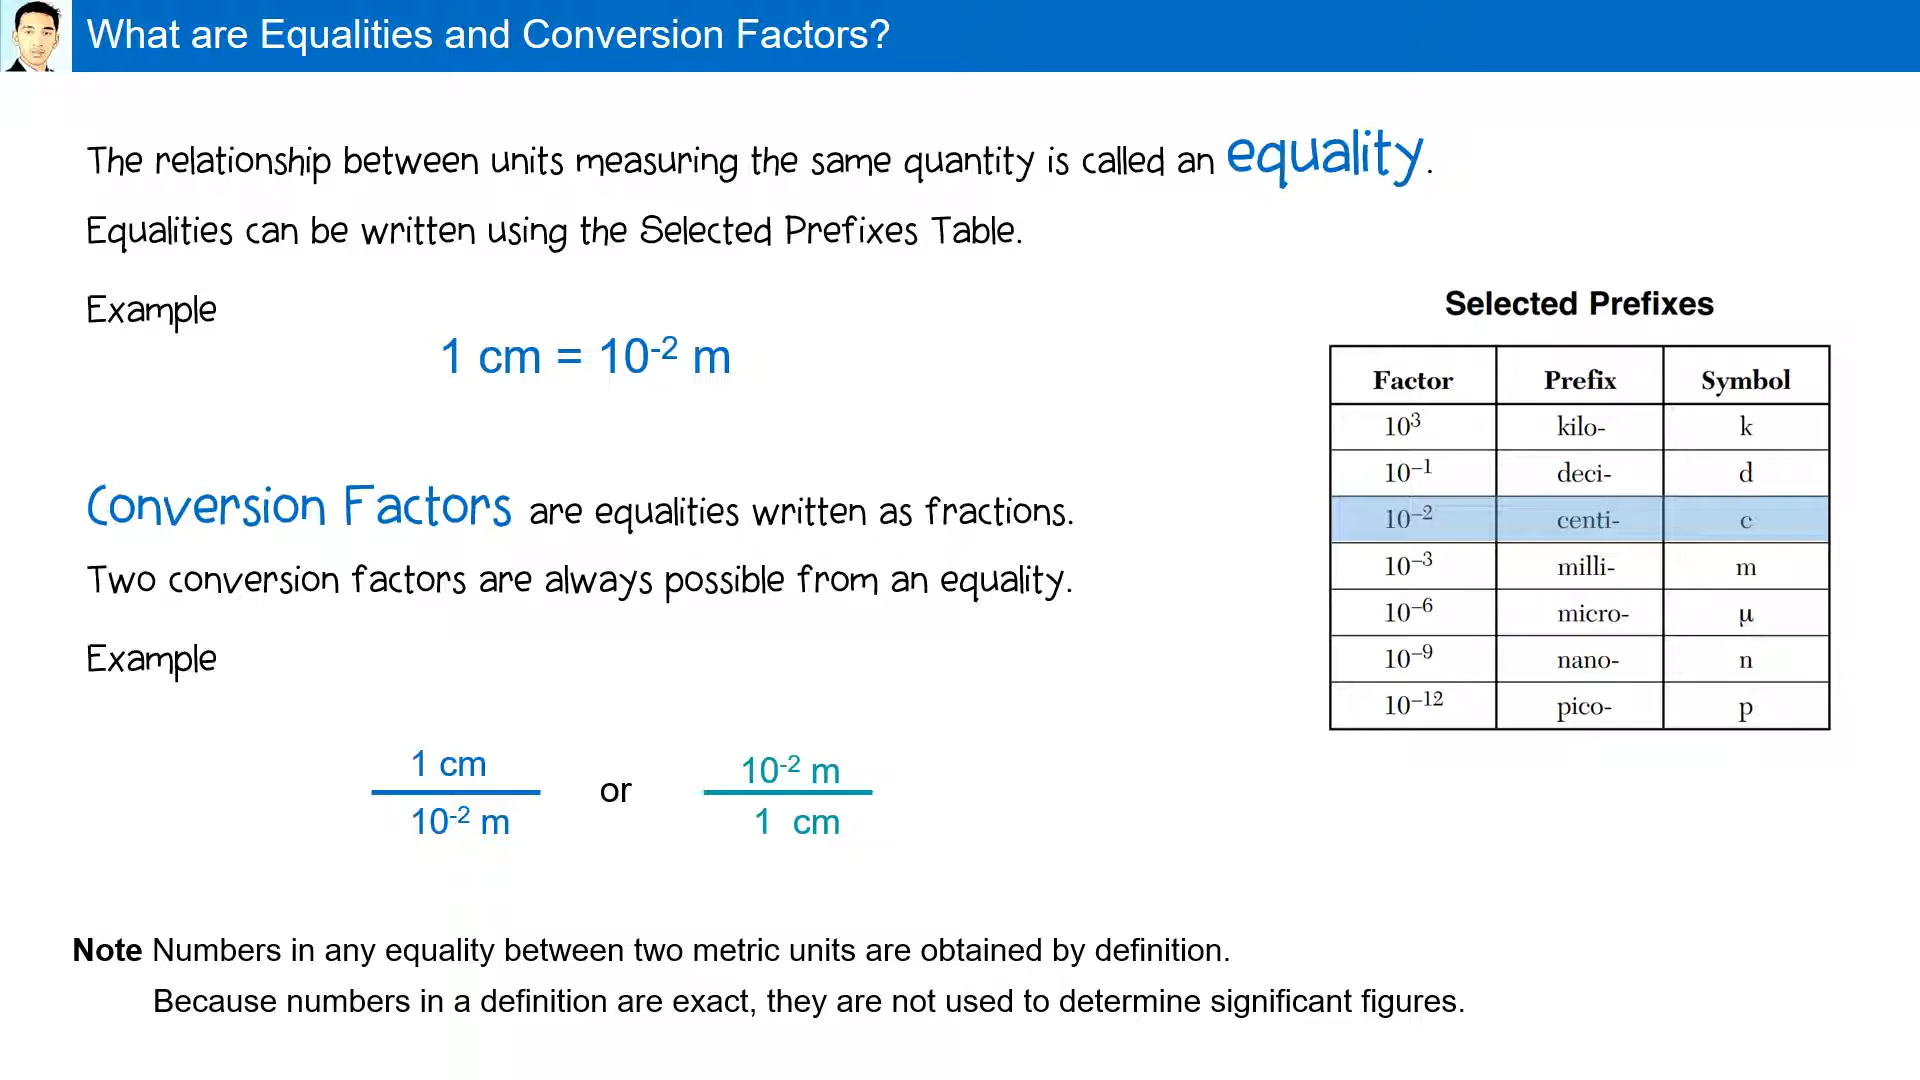 What are Equalities and Conversion Factors?
The relationship between units measuring the same quantity is called an equality.
Equalities can be written using the Selected Prefixes Table.
Example
1 cm = 10⁻² m
Selected Prefixes
Factor Prefix Symbol
10³ kilo- k
10⁻¹ deci- d
10⁻² centi- c
10⁻³ milli- m
10⁻⁶ micro- μ
10⁻⁹ nano- n
10⁻¹² pico- p
Conversion Factors are equalities written as fractions.
Two conversion factors are always possible from an equality.
Example
1 cm
10⁻² m
or
10⁻² m
1 cm
Note Numbers in any equality between two metric units are obtained by definition.
Because numbers in a definition are exact, they are not used to determine significant figures.